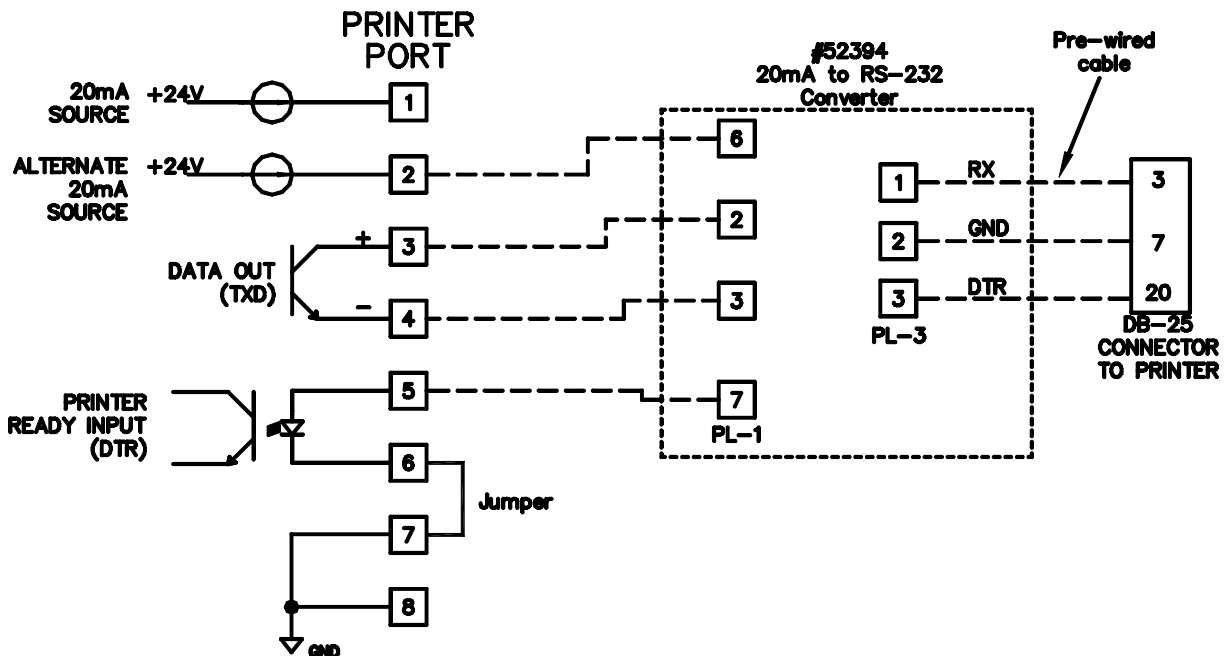 PRINTER
PORT
20mA +24V
SOURCE
1
ALTERNATE +24V
20mA
SOURCE
2
+
3
DATA OUT
(TXD)
-
4
5
PRINTER
READY INPUT
(DTR)
6
Jumper
7
8
GND
#52394
20mA to RS-232
Converter
6
2
3
7
PL-1
1
RX
2
GND
3
DTR
PL-3
Pre-wired
cable
3
7
20
DB-25
CONNECTOR
TO PRINTER